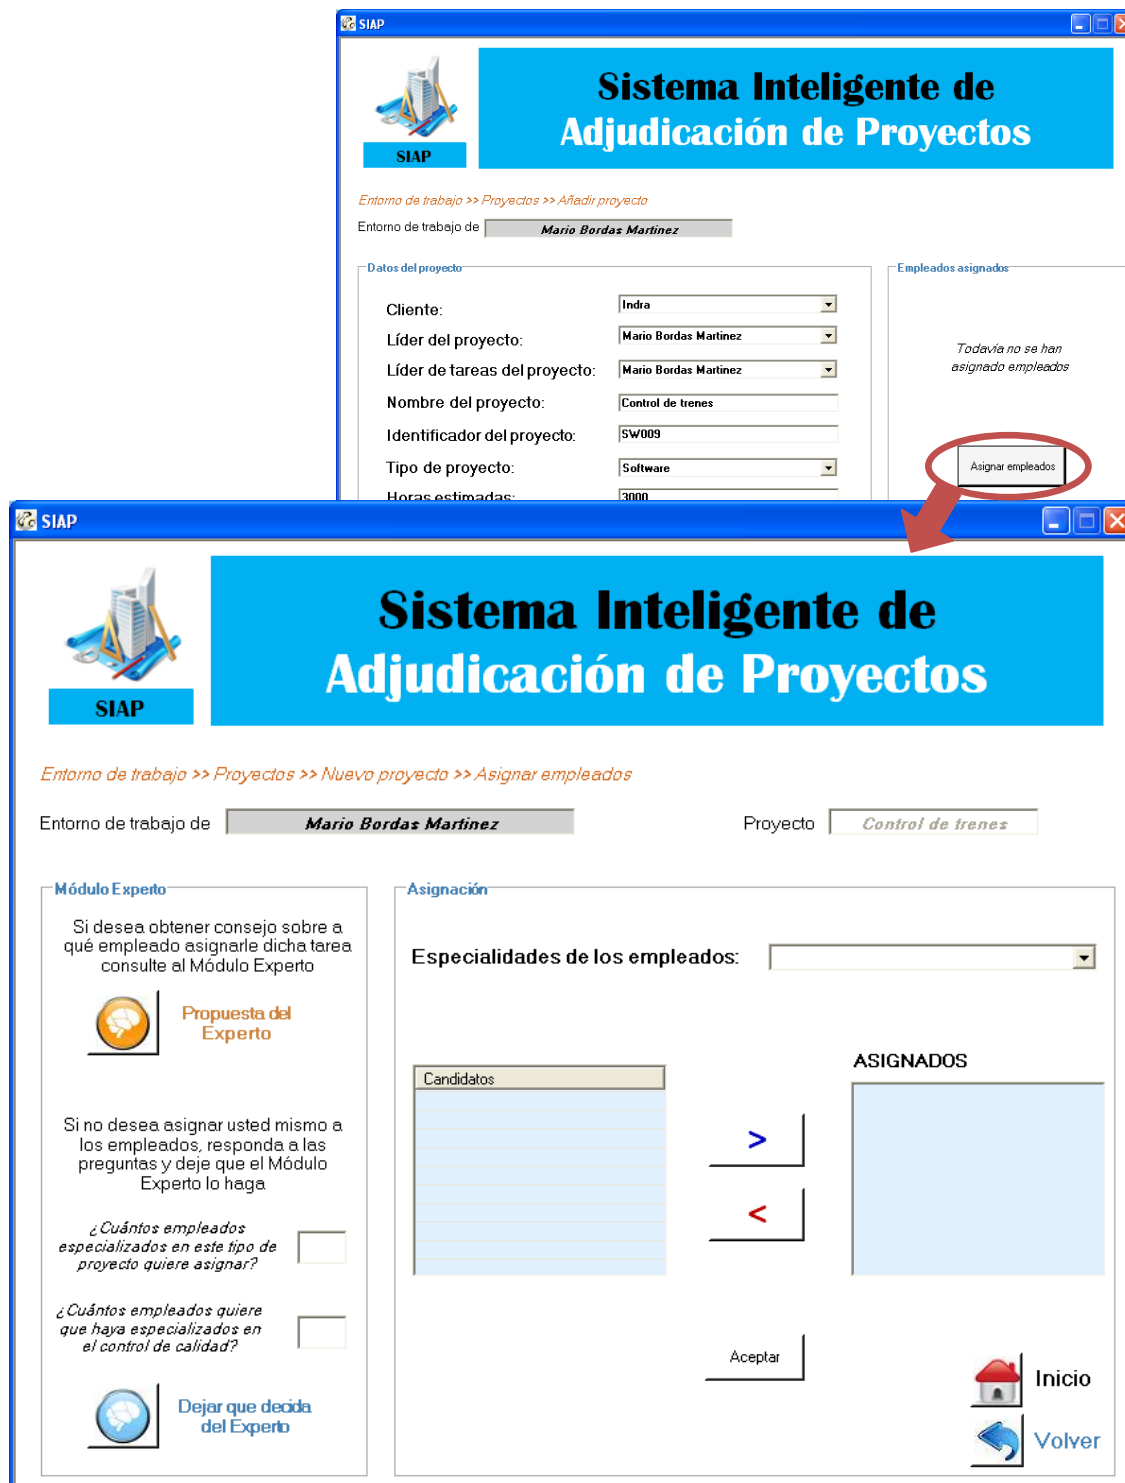 SIAP
Sistema Inteligente de
Adjudicación de Proyectos
SIAP
Entorno de trabajo >> Proyectos >> Añadir proyecto
Entorno de trabajo de Mario Bordas Martinez
Datos del proyecto
Cliente: Indra
Líder del proyecto: Mario Bordas Martinez
Líder de tareas del proyecto: Mario Bordas Martinez
Nombre del proyecto: Control de trenes
Identificador del proyecto: SW009
Tipo de proyecto: Software
Horas estimadas: 3000
Empleados asignados
Todavía no se han
asignado empleados
Asignar empleados
SIAP
Sistema Inteligente de
Adjudicación de Proyectos
SIAP
Entorno de trabajo >> Proyectos >> Nuevo proyecto >> Asignar empleados
Entorno de trabajo de Mario Bordas Martinez Proyecto Control de trenes
Módulo Experto
Si desea obtener consejo sobre a
qué empleado asignarle dicha tarea
consulte al Módulo Experto
Propuesta del
Experto
Si no desea asignar usted mismo a
los empleados, responda a las
preguntas y deje que el Módulo
Experto lo haga
¿Cuántos empleados
especializados en este tipo de
proyecto quiere asignar?
¿Cuántos empleados quiere
que haya especializados en
el control de calidad?
Dejar que decida
del Experto
Asignación
Especialidades de los empleados:
Candidatos
ASIGNADOS
>
<
Aceptar
Inicio
Volver